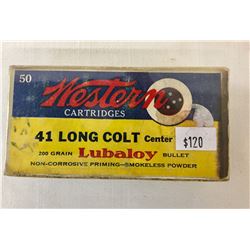 50
Western
CARTRIDGES
41 LONG COLT Center
$120
200 GRAIN Lubaloy BULLET
NON-CORROSIVE PRIMING—SMOKELESS POWDER